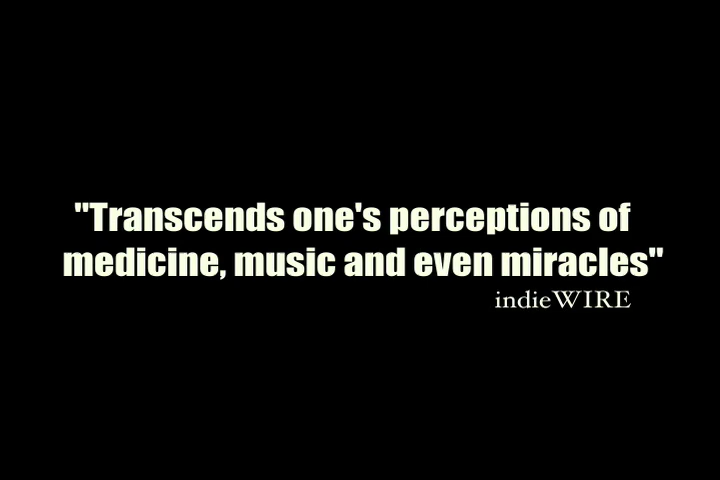 "Transcends one's perceptions of
medicine, music and even miracles"
indieWIRE